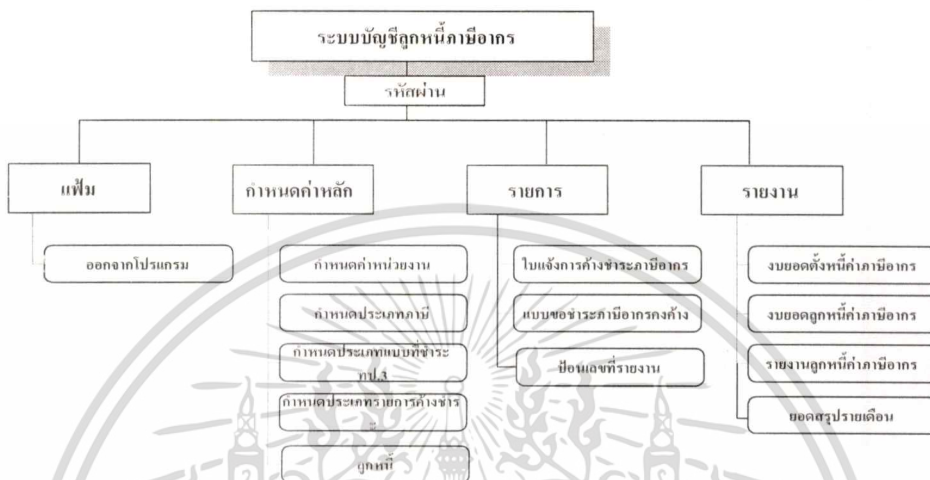 ระบบบัญชีลูกหนี้ภาษีอากร
รหัสผ่าน
แฟ้ม
กำหนดค่าหลัก
รายการ
รายงาน
ออกจากโปรแกรม
กำหนดค่าหน่วยงาน
กำหนดประเภทภาษี
กำหนดประเภทแบบที่ชำระ
ทป.3
กำหนดประเภทรายการค้างชำร
ะ
ลูกหนี้
ใบแจ้งการค้างชำระภาษีอากร
แบบขอชำระภาษีอากรคงค้าง
ป้อนเลขที่รายงาน
งบยอดตั้งหนี้ค่าภาษีอากร
งบยอดลูกหนี้ค่าภาษีอากร
รายงานลูกหนี้ค่าภาษีอากร
ยอดสรุปรายเดือน